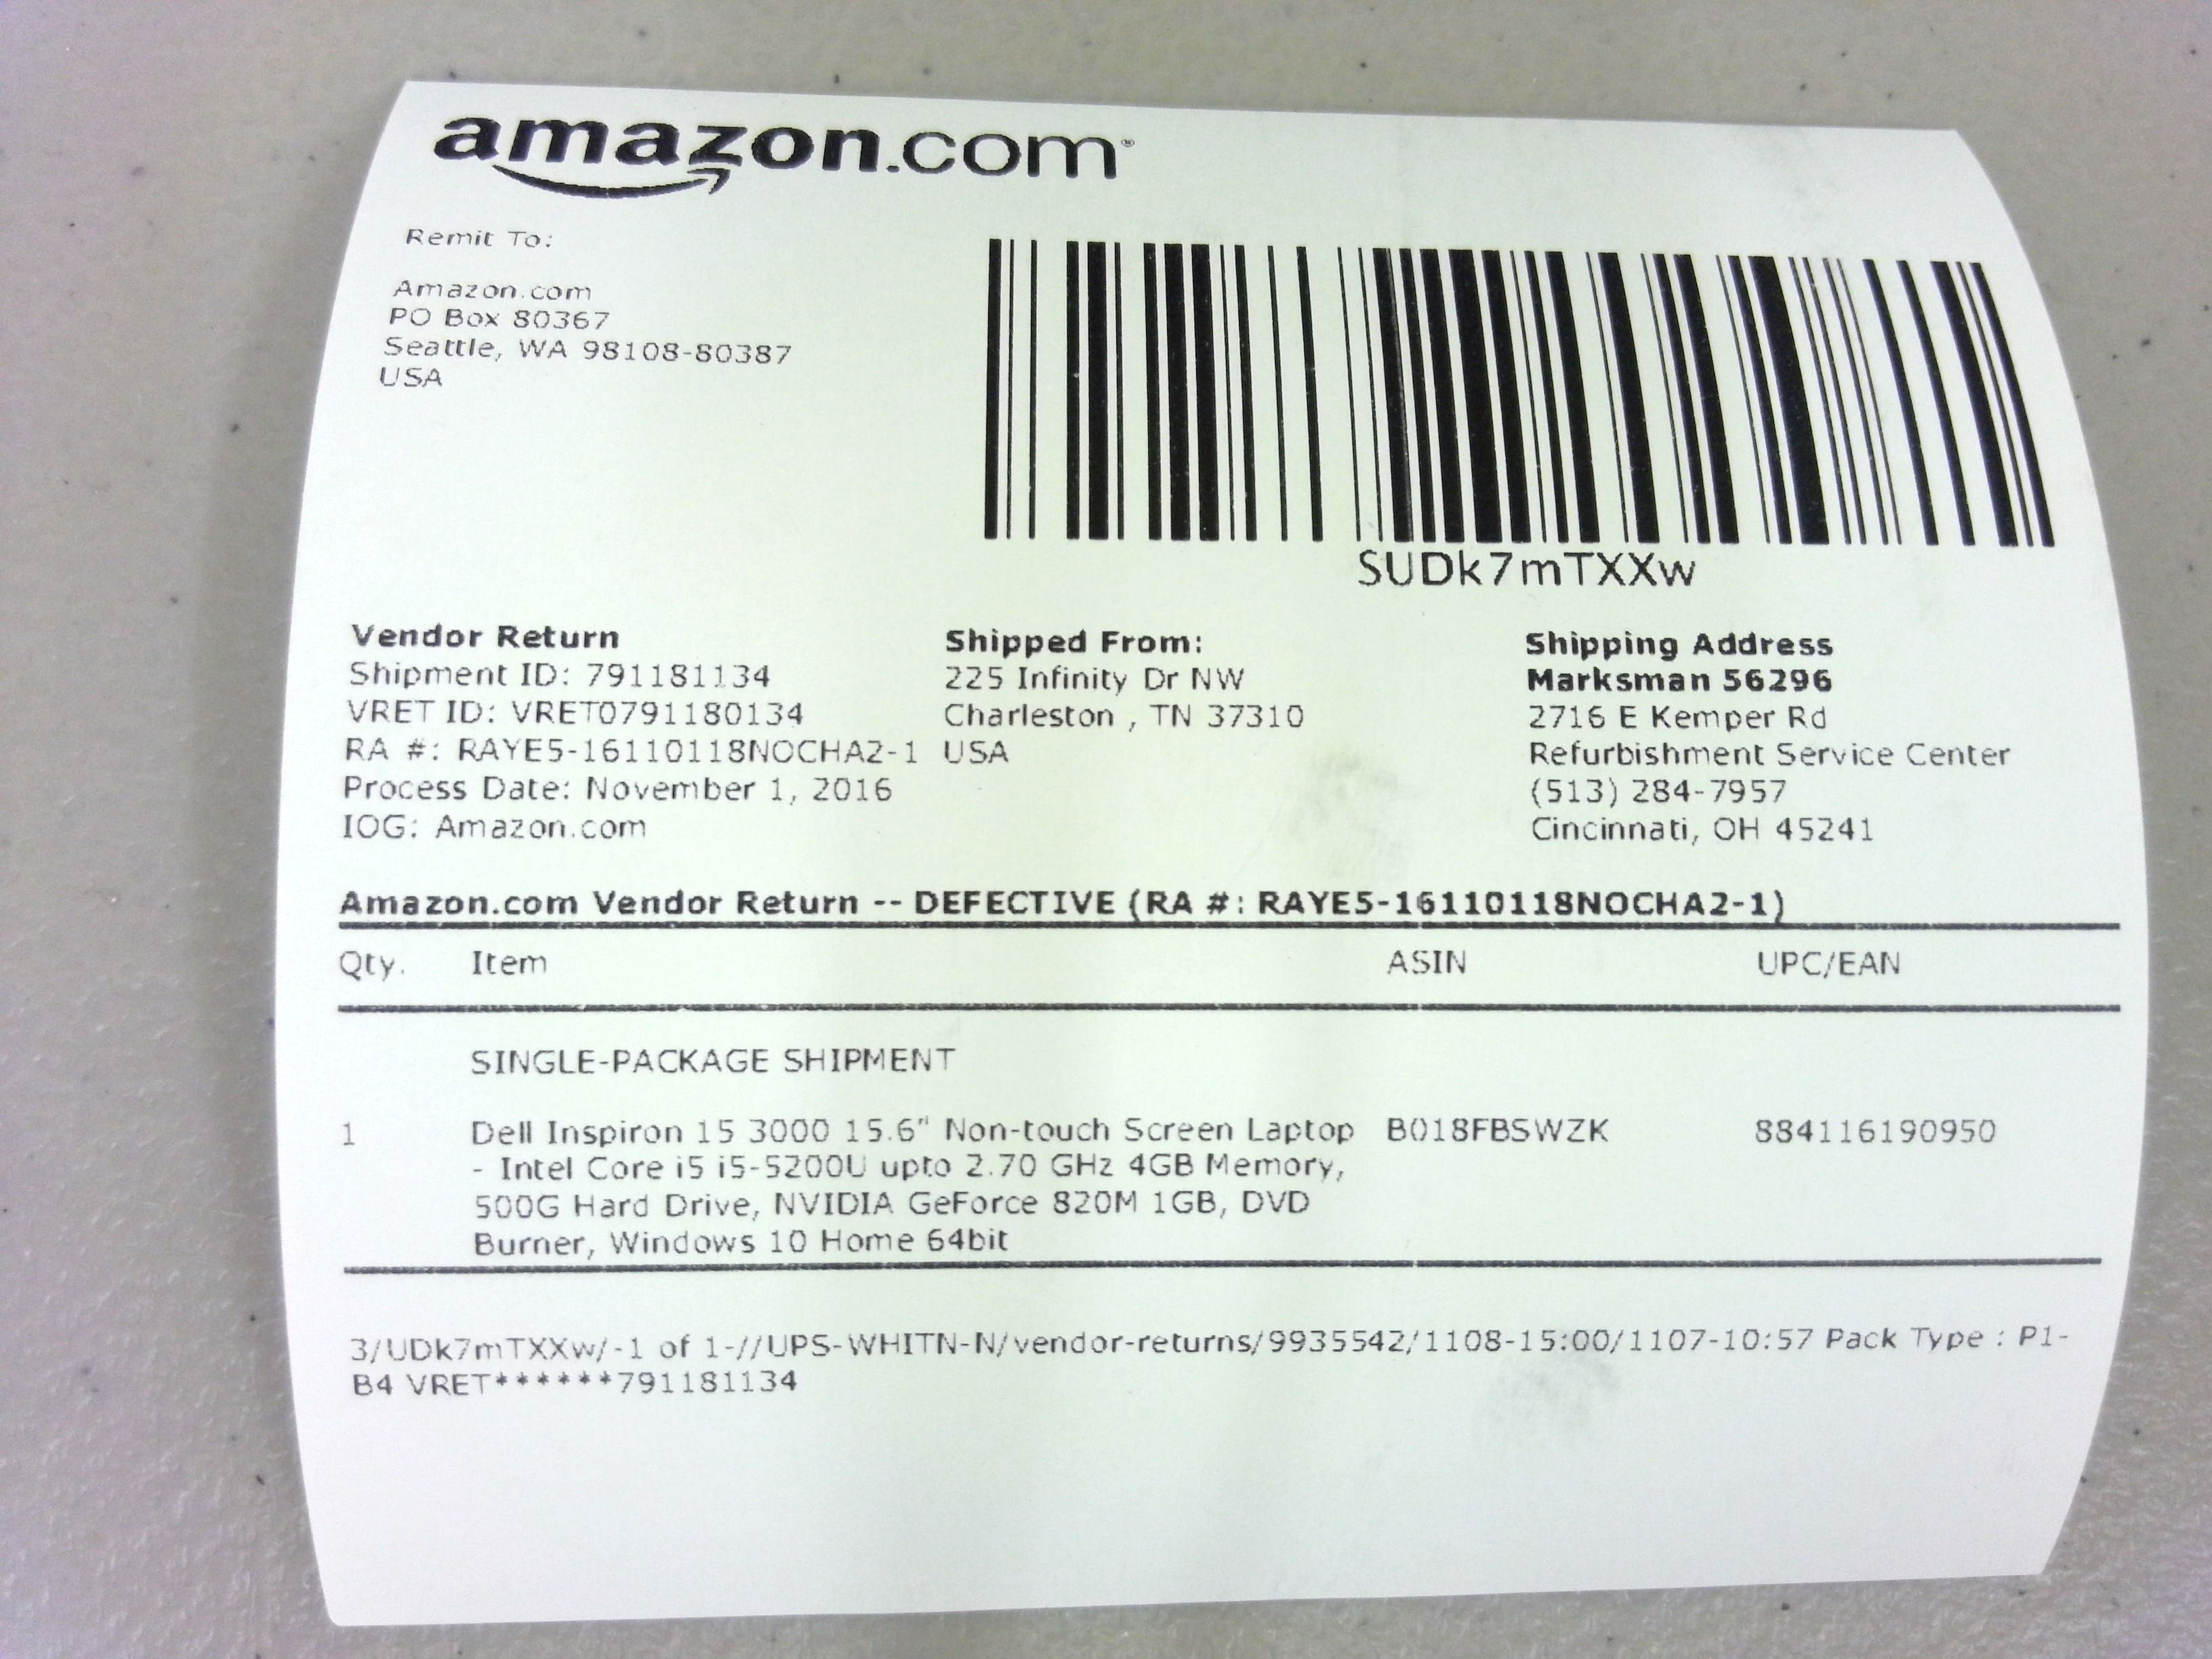 amazon.com
Remit To:
Amazon.com
PO Box 80367
Seattle, WA 98108-80387
USA
SUDk7mTXXw
Vendor Return
Shipment ID: 791181134
VRET ID: VRET0791180134
RA #: RAYE5-16110118NOCHA2-1
Process Date: November 1, 2016
IOG: Amazon.com
Shipped From:
225 Infinity Dr NW
Charleston , TN 37310
USA
Shipping Address
Marksman 56296
2716 E Kemper Rd
Refurbishment Service Center
(513) 284-7957
Cincinnati, OH 45241
Amazon.com Vendor Return -- DEFECTIVE (RA #: RAYE5-16110118NOCHA2-1)
Qty. Item ASIN UPC/EAN
SINGLE-PACKAGE SHIPMENT
1 Dell Inspiron 15 3000 15.6" Non-touch Screen Laptop B018FBSWZK 884116190950
- Intel Core i5 i5-5200U upto 2.70 GHz 4GB Memory,
500G Hard Drive, NVIDIA GeForce 820M 1GB, DVD
Burner, Windows 10 Home 64bit
3/UDk7mTXXw/-1 of 1-//UPS-WHITN-N/vendor-returns/9935542/1108-15:00/1107-10:57 Pack Type : P1-
B4 VRET******791181134